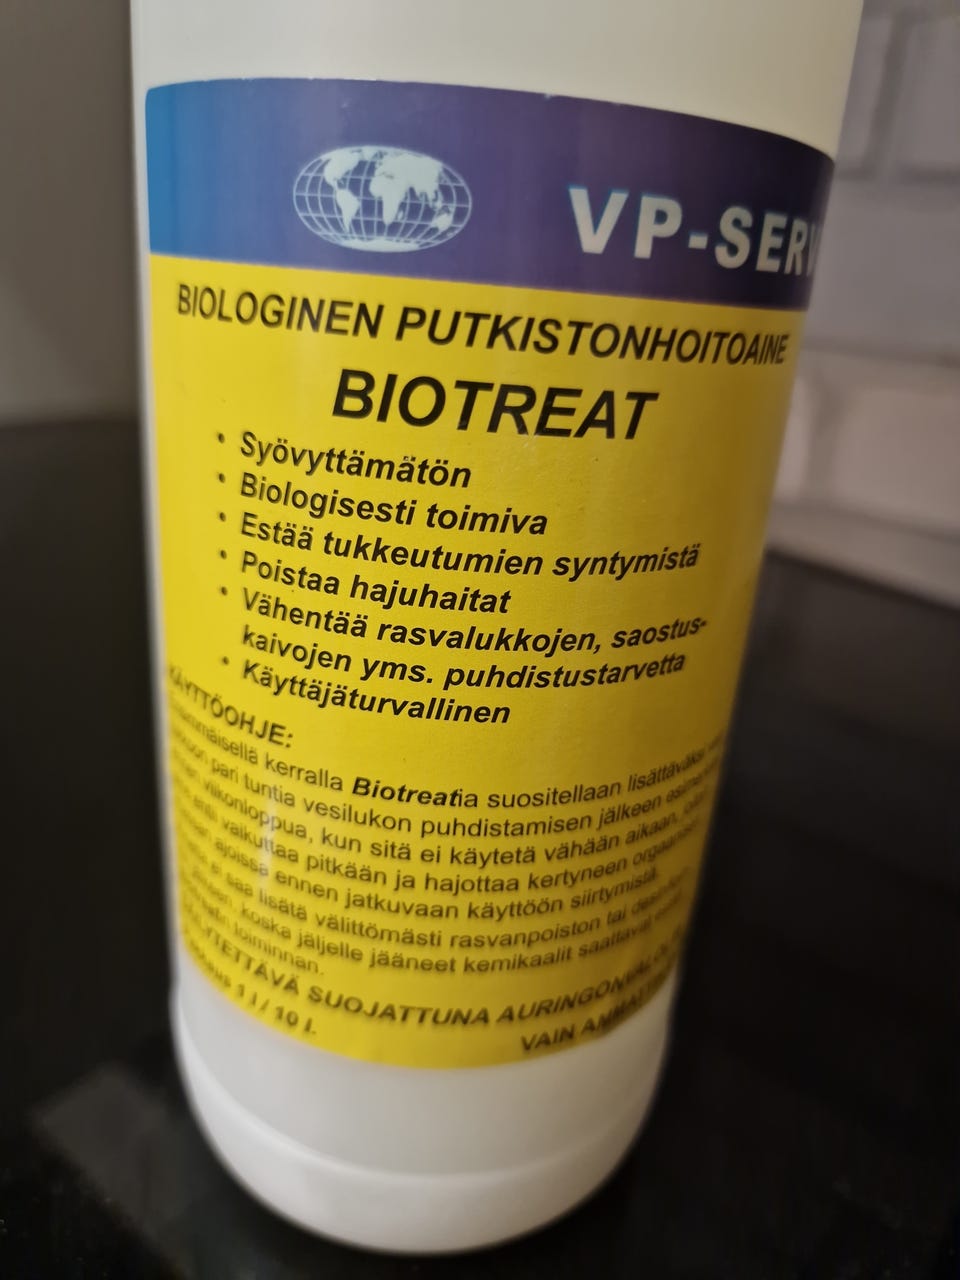 VP-SERV
BIOLOGINEN PUTKISTONHOITOAINE
BIOTREAT
• Syövyttämätön
• Biologisesti toimiva
• Estää tukkeutumien syntymistä
• Poistaa hajuhaitat
• Vähentää rasvalukkojen, saostus-
kaivojen yms. puhdistustarvetta
• Käyttäjäturvallinen
KÄYTTÖOHJE:
kerralla Biotreatia suositellaan lisättäväksi
pari tuntia vesilukon puhdistamisen jälkeen
viikonloppua, kun sitä ei käytetä vähään aikaan,
vaikuttaa pitkään ja hajottaa kertyneen
ajoissa ennen jatkuvaan käyttöön siirtymistä.
ei saa lisätä välittömästi rasvanpoiston tai
koska jäljelle jääneet kemikaalit saattavat
toiminnan.
SUOJATTUNA
1 l / 10 l.
VAIN